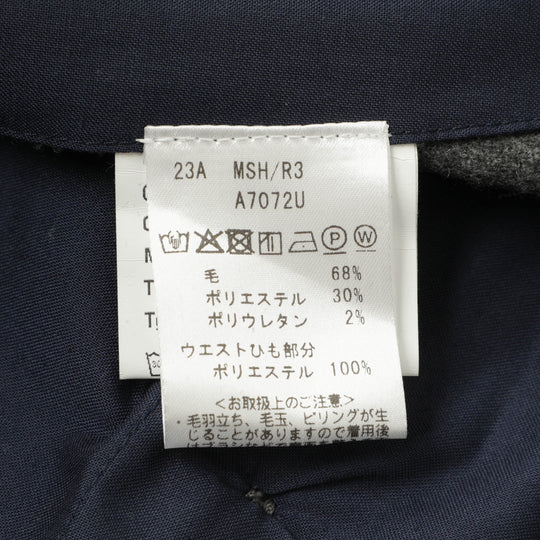 23A MSH/R3
A7072U
P W
毛 68%
ポリエステル 30%
ポリウレタン 2%
ウエストひも部分
ポリエステル 100%
<お取扱上のご注意>
・毛羽立ち、毛玉、ピリングが生
じることがありますので着用後